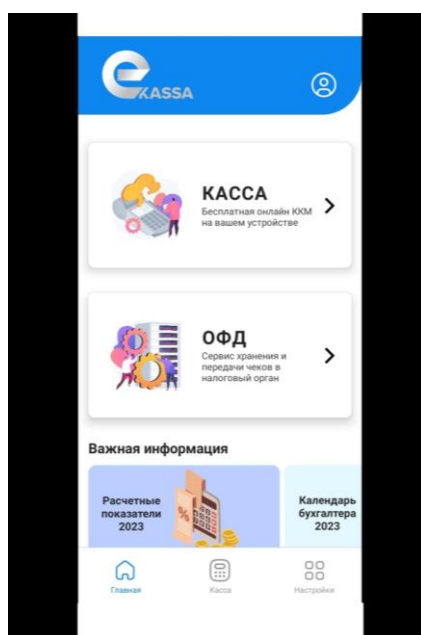 eKASSA
КАССА
Бесплатная онлайн ККМ
на вашем устройстве
ОФД
Сервис хранения и
передачи чеков в
налоговый орган
Важная информация
Расчетные
показатели
2023
%
Календарь
бухгалтера
2023
Главная
Касса
Настройки